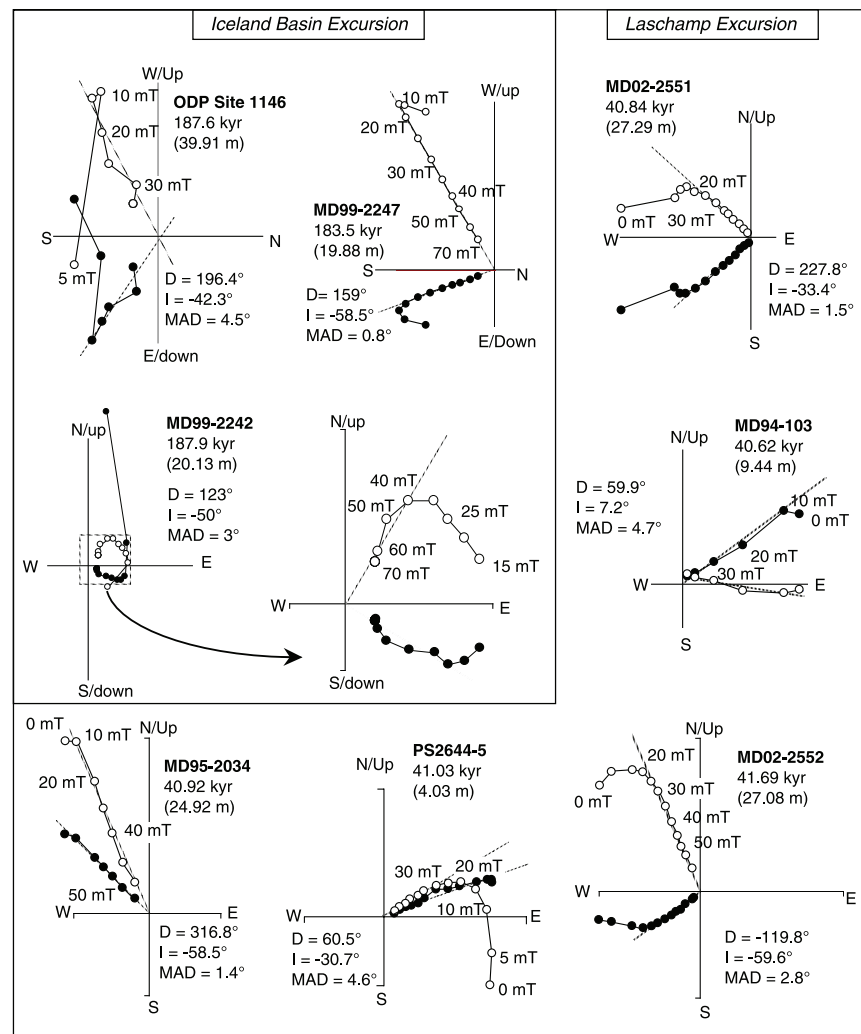 Iceland Basin Excursion
Laschamp Excursion
W/Up
10 mT
ODP Site 1146
187.6 kyr
(39.91 m)
20 mT
30 mT
S
N
5 mT
D = 196.4°
I = -42.3°
MAD = 4.5°
E/down
W/up
10 mT
20 mT
30 mT
40 mT
MD99-2247
183.5 kyr
(19.88 m)
50 mT
70 mT
S
N
D= 159°
I = -58.5°
MAD = 0.8°
E/Down
MD02-2551
40.84 kyr
(27.29 m)
N/Up
20 mT
0 mT
30 mT
W
E
D = 227.8°
I = -33.4°
MAD = 1.5°
S
MD99-2242
187.9 kyr
(20.13 m)
N/up
D = 123°
I = -50°
MAD = 3°
W
E
S/down
N/up
40 mT
50 mT
25 mT
60 mT
70 mT
15 mT
W
E
S/down
MD94-103
40.62 kyr
(9.44 m)
N/Up
D = 59.9°
I = 7.2°
MAD = 4.7°
10 mT
0 mT
20 mT
30 mT
W
E
S
0 mT
10 mT
N/Up
MD95-2034
40.92 kyr
(24.92 m)
20 mT
40 mT
50 mT
W
E
D = 316.8°
I = -58.5°
MAD = 1.4°
S
PS2644-5
41.03 kyr
(4.03 m)
N/Up
30 mT
20 mT
10 mT
W
E
D = 60.5°
I = -30.7°
MAD = 4.6°
5 mT
0 mT
S
N/Up
MD02-2552
41.69 kyr
(27.08 m)
20 mT
0 mT
30 mT
40 mT
50 mT
W
E
D = -119.8°
I = -59.6°
MAD = 2.8°
S